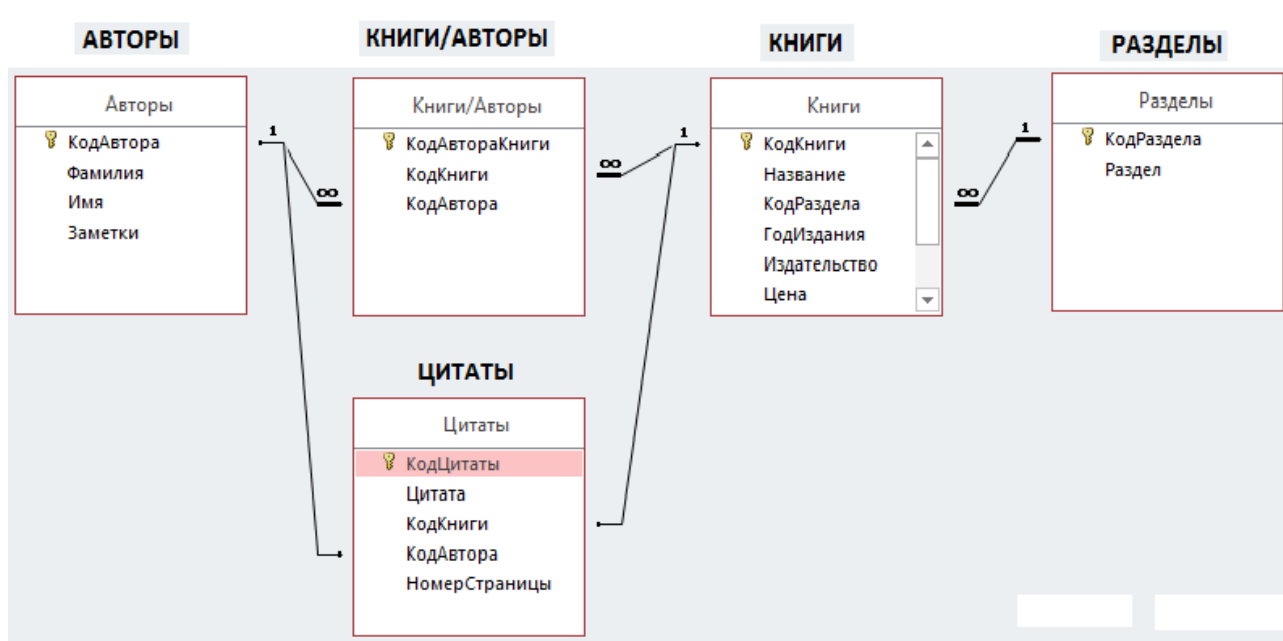 АВТОРЫ
КНИГИ/АВТОРЫ
КНИГИ
РАЗДЕЛЫ
Авторы
КодАвтора
Фамилия
Имя
Заметки
1
∞
Книги/Авторы
КодАвтораКниги
КодКниги
КодАвтора
∞
1
Книги
КодКниги
Название
КодРаздела
ГодИздания
Издательство
Цена
∞
1
Разделы
КодРаздела
Раздел
ЦИТАТЫ
Цитаты
КодЦитаты
Цитата
КодКниги
КодАвтора
НомерСтраницы